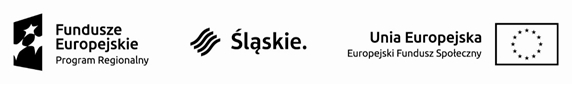 Fundusze
Europejskie
Program Regionalny
Śląskie.
Unia Europejska
Europejski Fundusz Społeczny